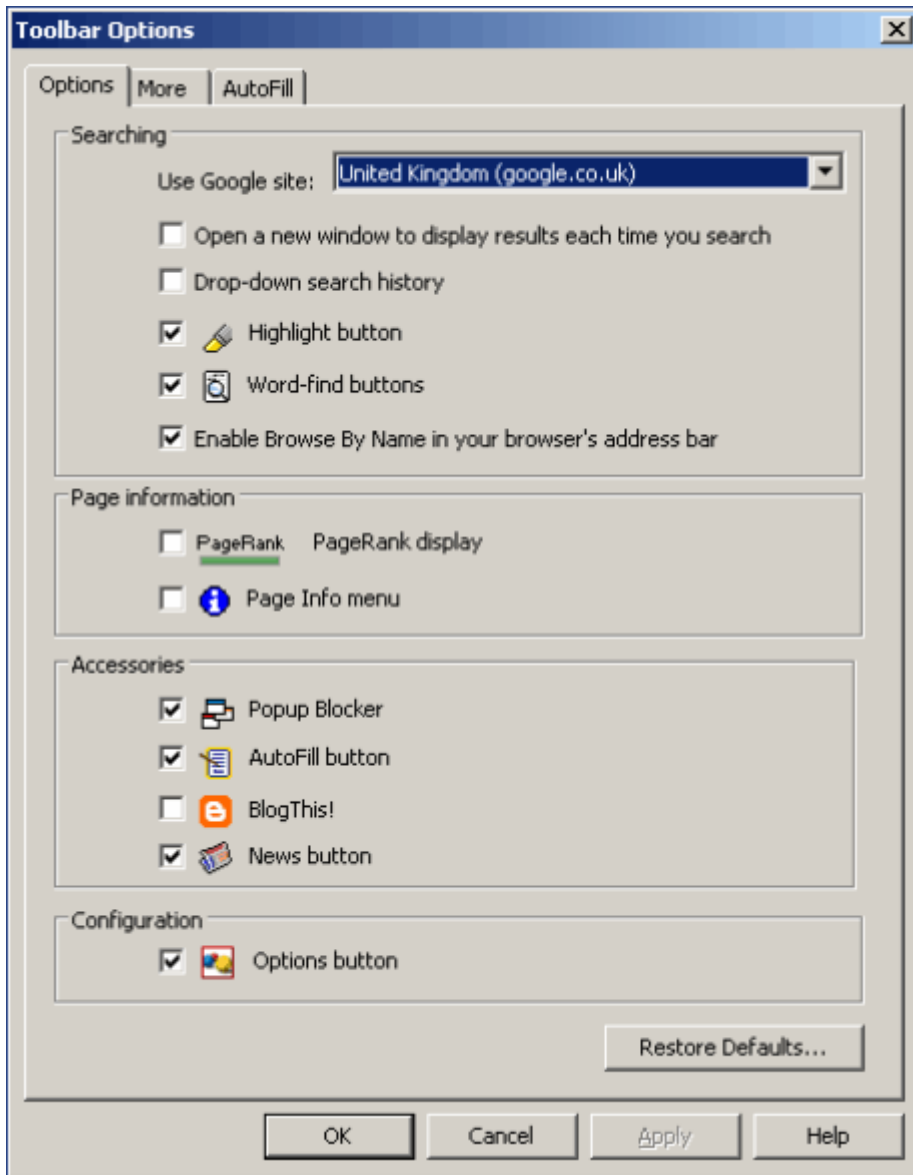 Toolbar Options
Options More AutoFill
Searching
Use Google site: United Kingdom (google.co.uk)
Open a new window to display results each time you search
Drop-down search history
Highlight button
Word-find buttons
Enable Browse By Name in your browser's address bar
Page information
PageRank PageRank display
Page Info menu
Accessories
Popup Blocker
AutoFill button
BlogThis!
News button
Configuration
Options button
Restore Defaults...
OK Cancel Apply Help